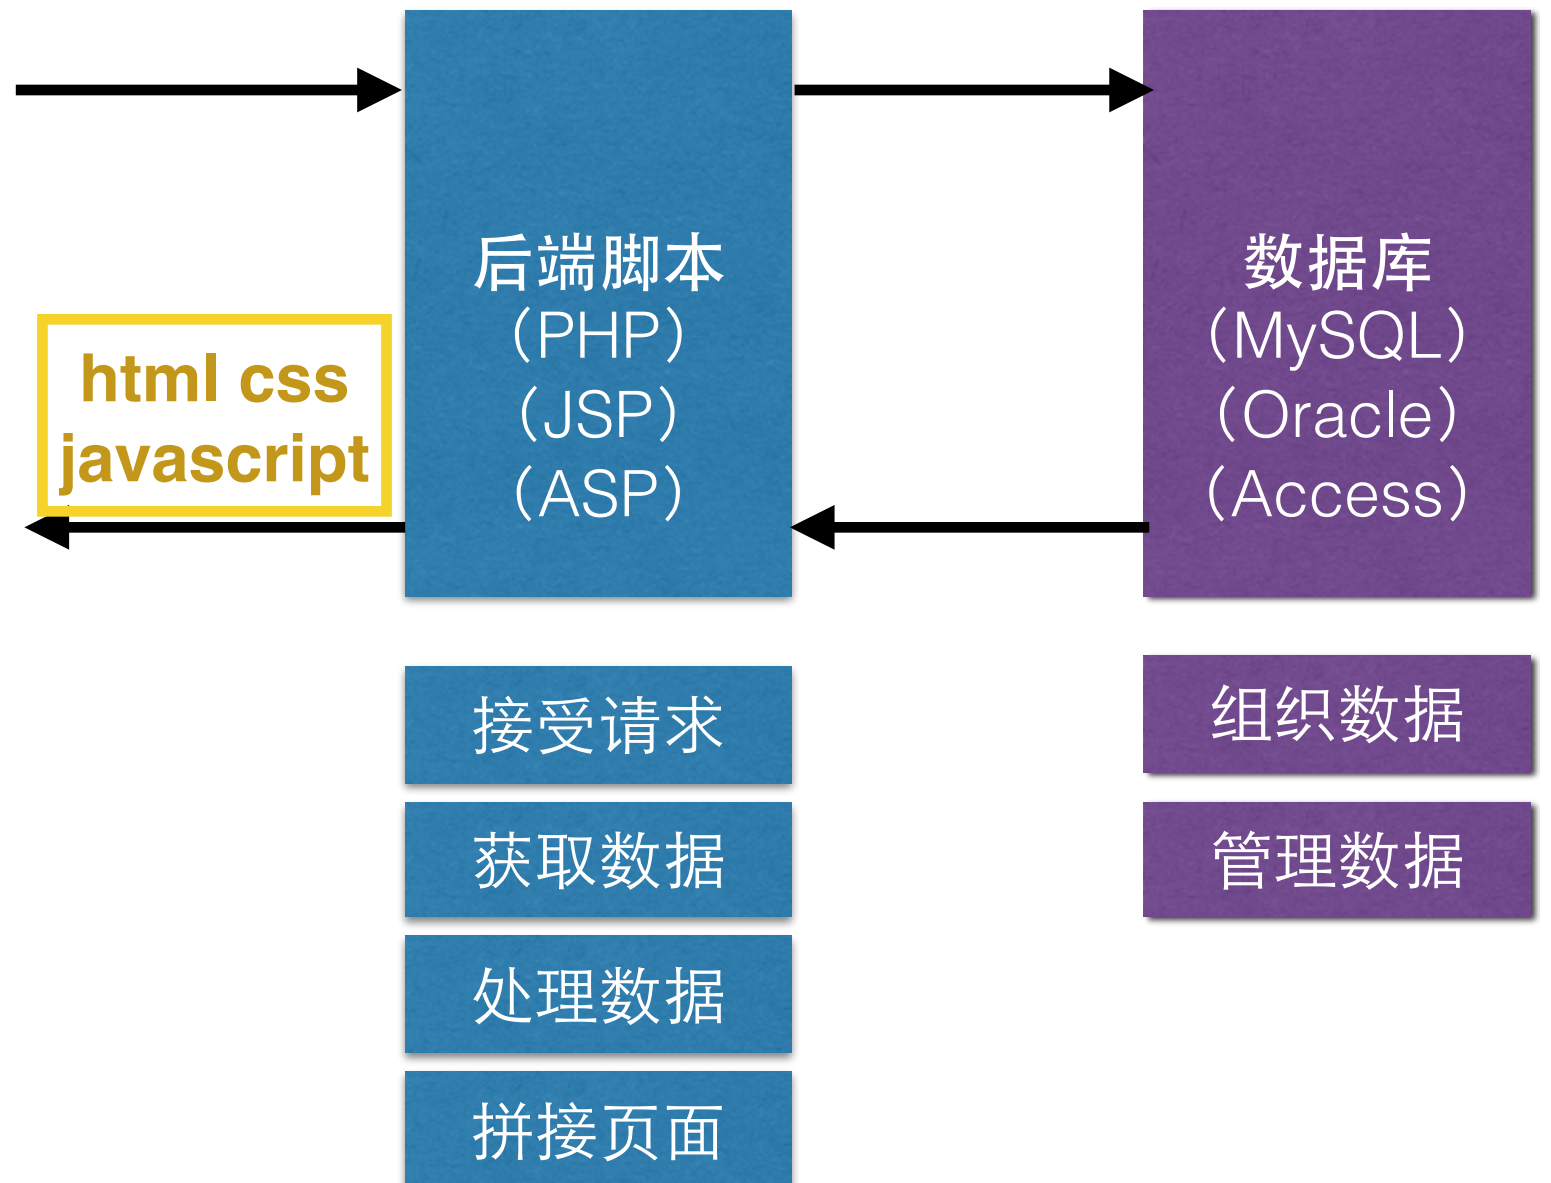 后端脚本
（PHP）
（JSP）
（ASP）
数据库
（MySQL）
（Oracle）
（Access）
html css
javascript
接受请求
获取数据
处理数据
拼接页面
组织数据
管理数据